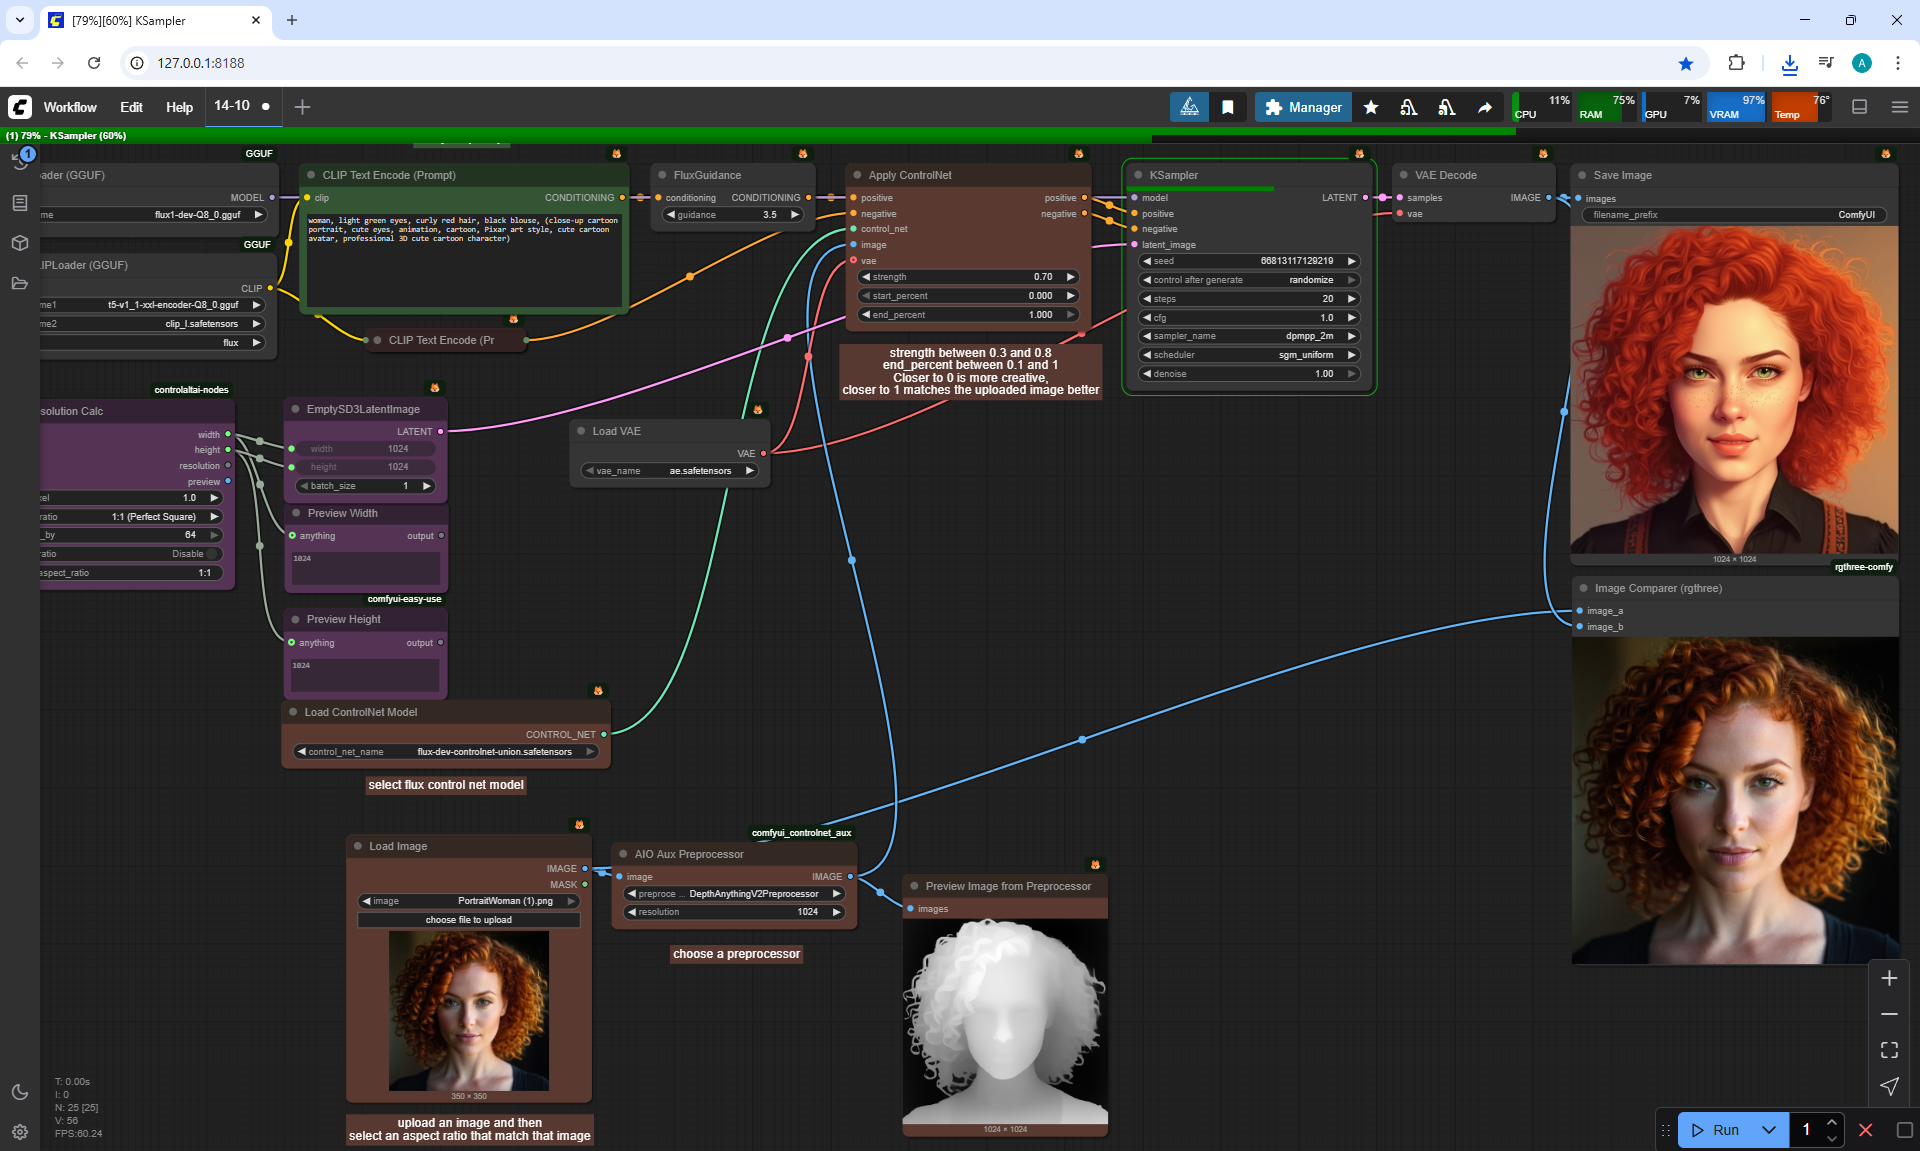 [79%][60%] KSampler
127.0.0.1:8188
A
Workflow
Edit
Help
14-10
Manager
11%
CPU
75%
RAM
7%
GPU
97%
VRAM
76°
Temp
(1) 79% - KSampler (60%)
1
GGUF
ader (GGUF)
MODEL
me
flux1-dev-Q8_0.gguf
GGUF
IPLoader (GGUF)
CLIP
me1
t5-v1_1-xxl-encoder-Q8_0.gguf
me2
clip_l.safetensors
flux
CLIP Text Encode (Prompt)
clip
CONDITIONING
woman, light green eyes, curly red hair, black blouse, (close-up cartoon
portrait, cute eyes, animation, cartoon, Pixar art style, cute cartoon
avatar, professional 3D cute cartoon character)
CLIP Text Encode (Pr
FluxGuidance
conditioning
CONDITIONING
guidance
3.5
Apply ControlNet
positive
positive
negative
negative
control_net
image
vae
strength
0.70
start_percent
0.000
end_percent
1.000
strength between 0.3 and 0.8
end_percent between 0.1 and 1
Closer to 0 is more creative,
closer to 1 matches the uploaded image better
KSampler
model
LATENT
positive
negative
latent_image
seed
66813117129219
control after generate
randomize
steps
20
cfg
1.0
sampler_name
dpmpp_2m
scheduler
sgm_uniform
denoise
1.00
VAE Decode
samples
IMAGE
vae
Save Image
images
filename_prefix
ComfyUI
1024 × 1024
rgthree-comfy
Image Comparer (rgthree)
image_a
image_b
controlaltai-nodes
solution Calc
width
height
resolution
preview
xel
1.0
ratio
1:1 (Perfect Square)
_by
64
ratio
Disable
aspect_ratio
1:1
EmptySD3LatentImage
LATENT
width
1024
height
1024
batch_size
1
Preview Width
anything
output
1024
comfyui-easy-use
Preview Height
anything
output
1024
Load VAE
VAE
vae_name
ae.safetensors
Load ControlNet Model
CONTROL_NET
control_net_name
flux-dev-controlnet-union.safetensors
select flux control net model
Load Image
IMAGE
MASK
image
PortraitWoman (1).png
choose file to upload
350 × 350
upload an image and then
select an aspect ratio that match that image
comfyui_controlnet_aux
AIO Aux Preprocessor
image
IMAGE
preproce ...
DepthAnythingV2Preprocessor
resolution
1024
choose a preprocessor
Preview Image from Preprocessor
images
1024 × 1024
T: 0.00s
I: 0
N: 25 [25]
V: 56
FPS:60.24
Run
1